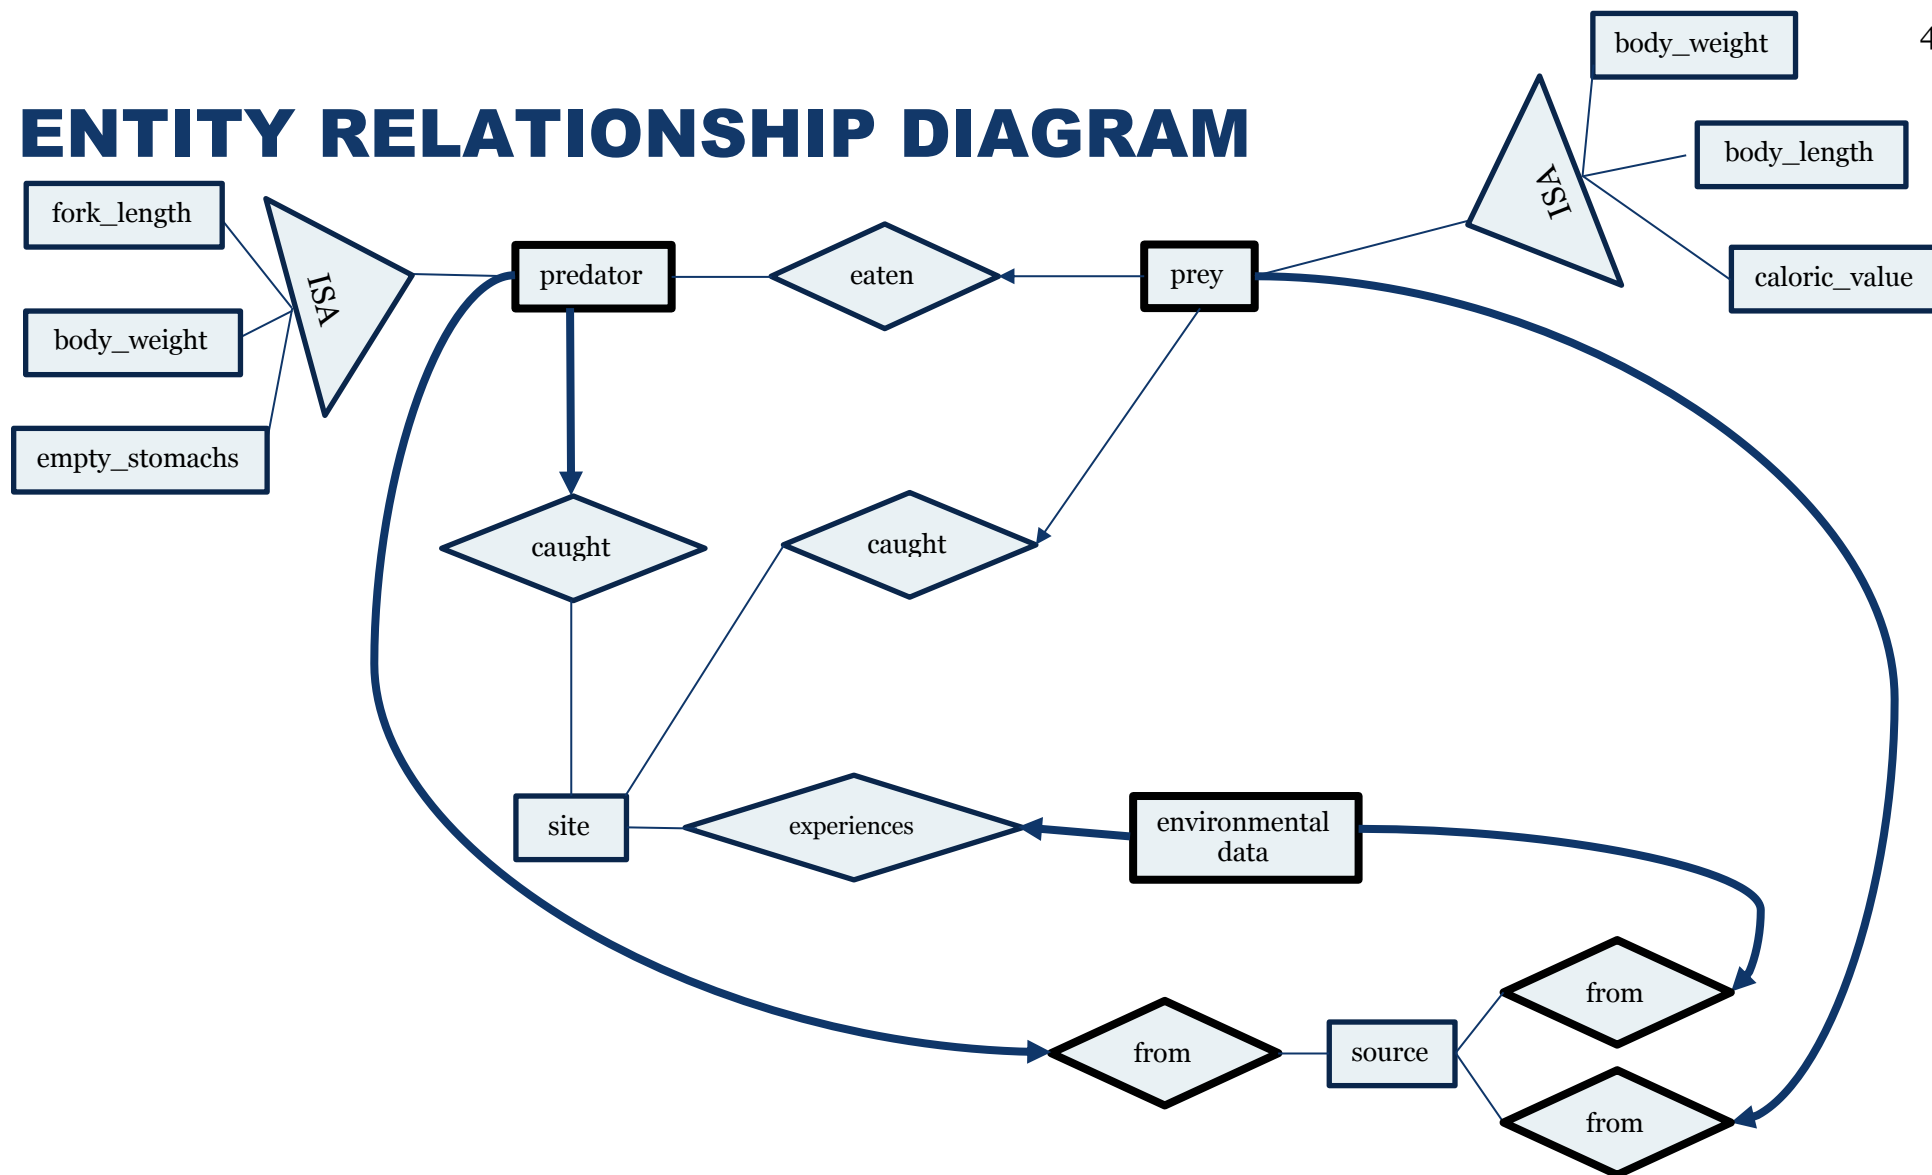 4
ENTITY RELATIONSHIP DIAGRAM
body_weight
body_length
caloric_value
ISA
fork_length
body_weight
empty_stomachs
ISA
predator
eaten
prey
caught
caught
site
experiences
environmental
data
from
source
from
from